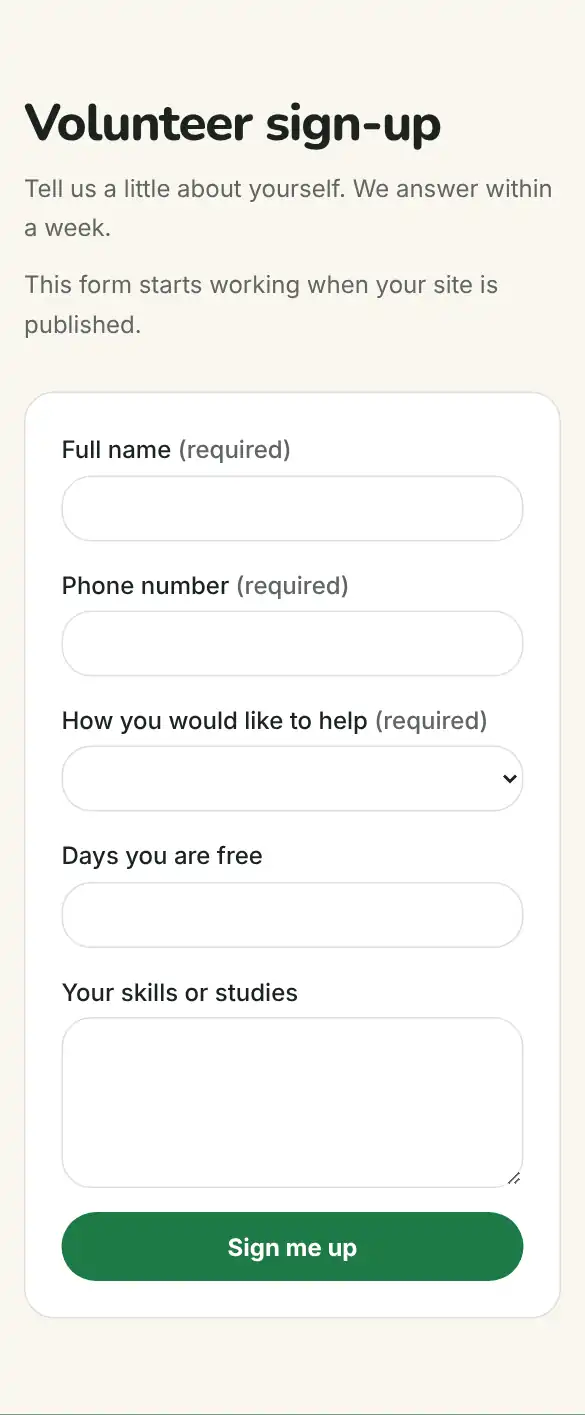 Volunteer sign-up
Tell us a little about yourself. We answer within
a week.
This form starts working when your site is
published.
Full name (required)
Phone number (required)
How you would like to help (required)
Days you are free
Your skills or studies
Sign me up